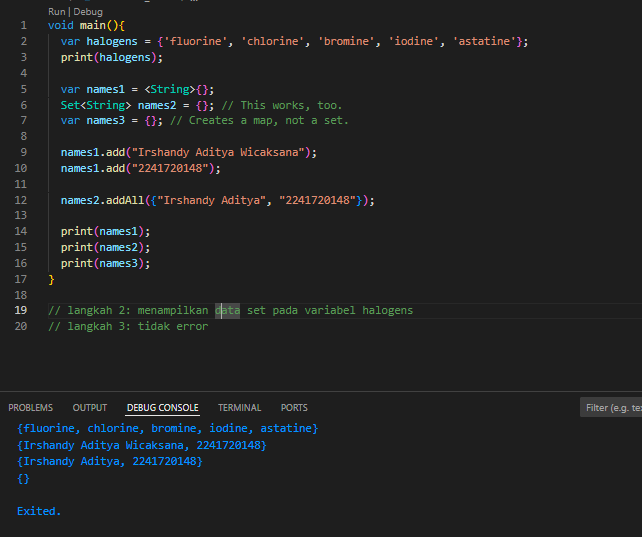 Run | Debug
1 void main(){
2 var halogens = {'fluorine', 'chlorine', 'bromine', 'iodine', 'astatine'};
3 print(halogens);
4
5 var names1 = <String>{};
6 Set<String> names2 = {}; // This works, too.
7 var names3 = {}; // Creates a map, not a set.
8
9 names1.add("Irshandy Aditya Wicaksana");
10 names1.add("2241720148");
11
12 names2.addAll({"Irshandy Aditya", "2241720148"});
13
14 print(names1);
15 print(names2);
16 print(names3);
17 }
18
19 // langkah 2: menampilkan data set pada variabel halogens
20 // langkah 3: tidak error
PROBLEMS OUTPUT DEBUG CONSOLE TERMINAL PORTS Filter (e.g. te
{fluorine, chlorine, bromine, iodine, astatine}
{Irshandy Aditya Wicaksana, 2241720148}
{Irshandy Aditya, 2241720148}
{}
Exited.